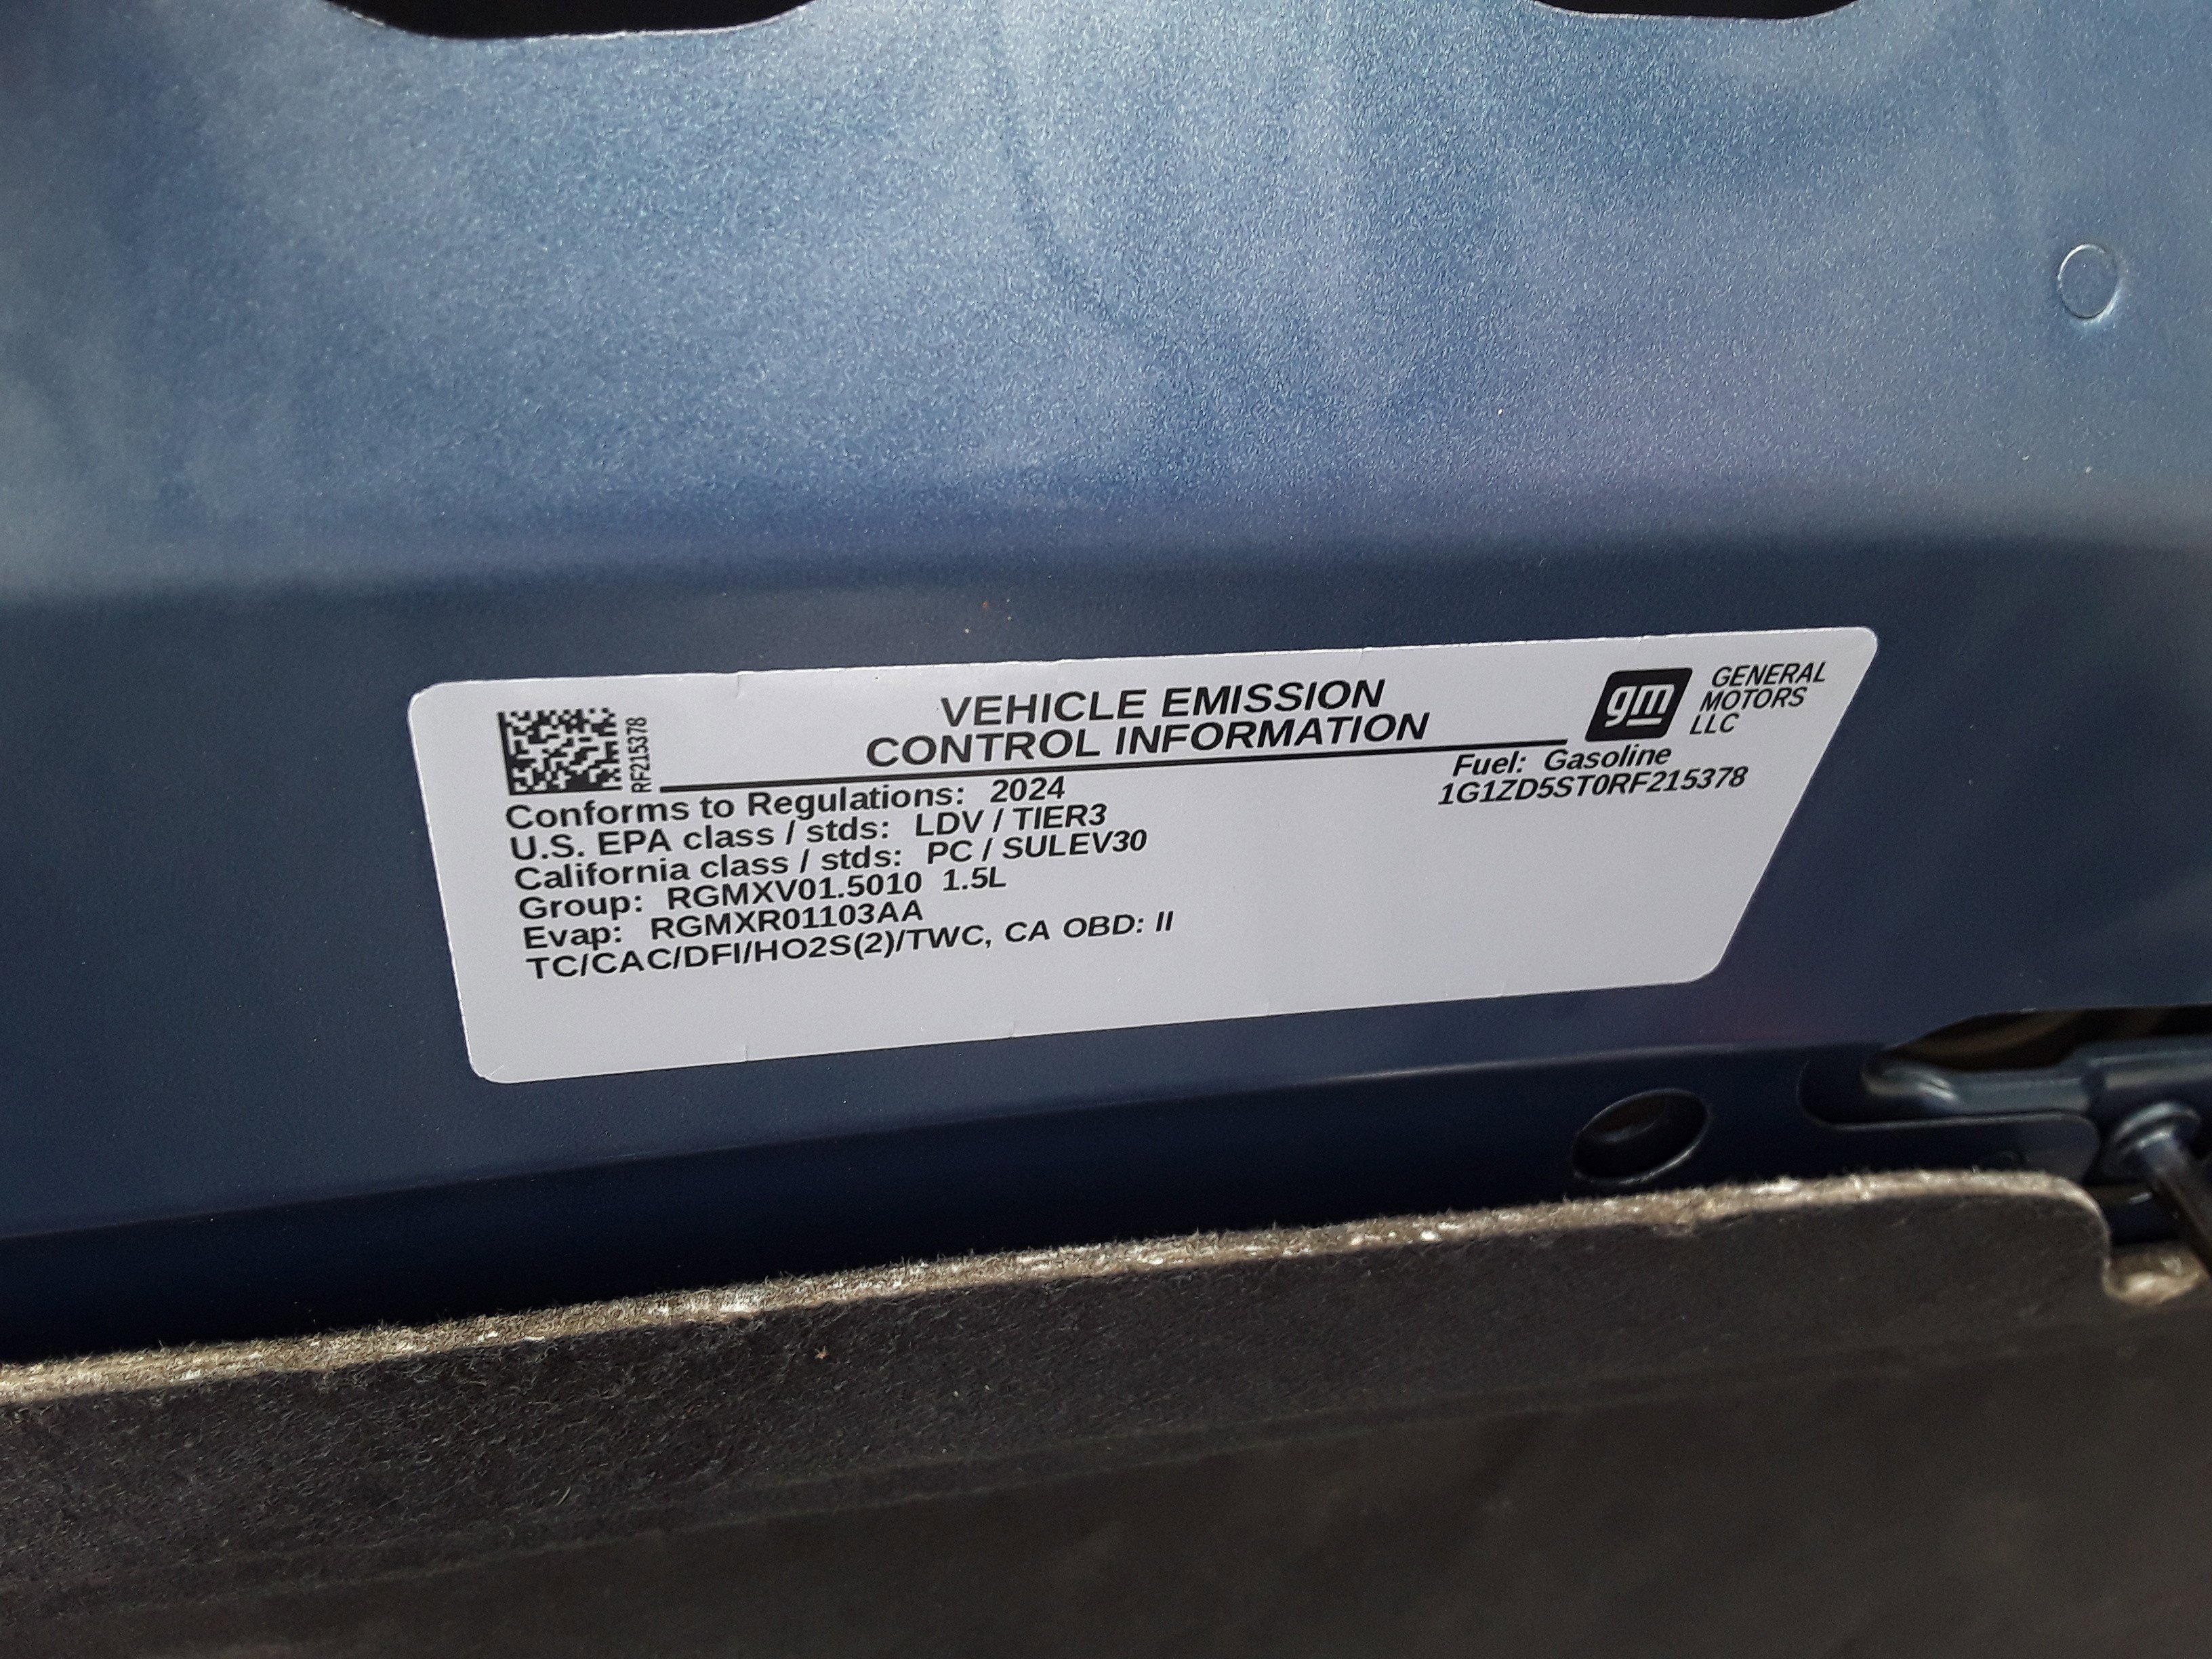 VEHICLE EMISSION
CONTROL INFORMATION
gm
GENERAL
MOTORS
LLC
RF215378
Fuel: Gasoline
1G1ZD5ST0RF215378
Conforms to Regulations: 2024
U.S. EPA class / stds: LDV / TIER3
California class / stds: PC / SULEV30
Group: RGMXV01.5010 1.5L
Evap: RGMXR01103AA
TC/CAC/DFI/HO2S(2)/TWC, CA OBD: II